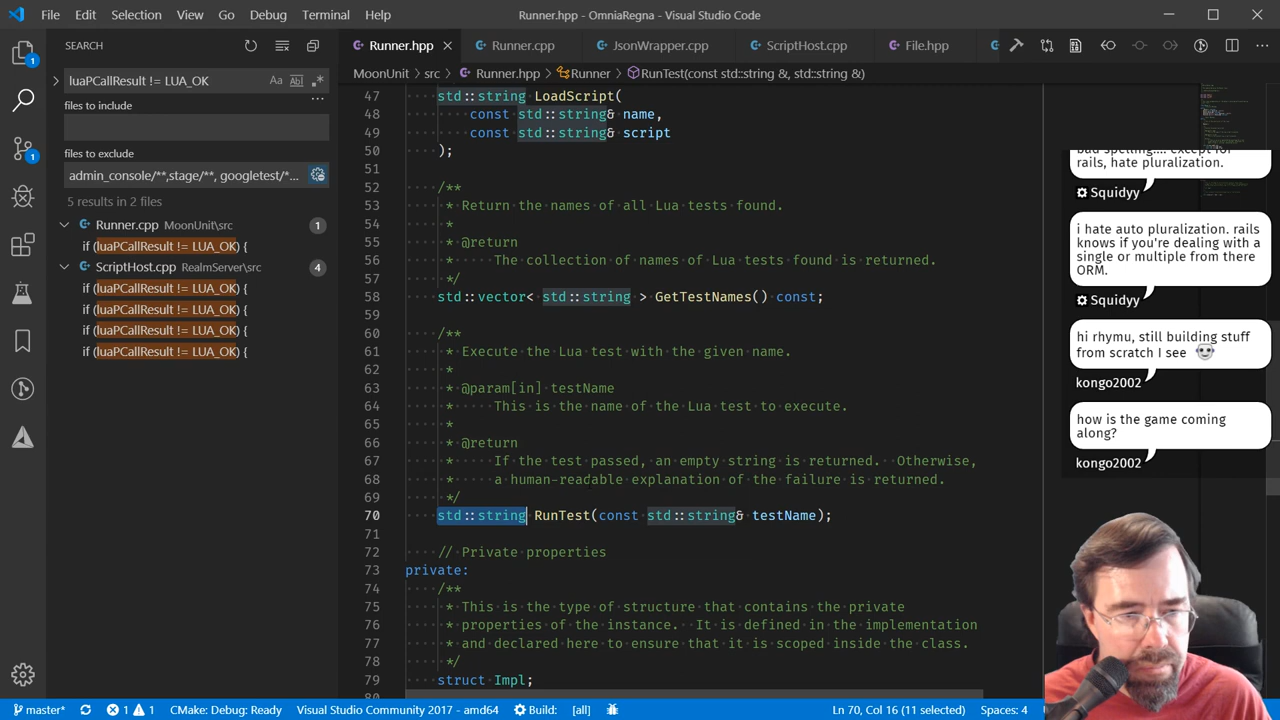 File Edit Selection View Go Debug Terminal Help
Runner.hpp - OmniaRegna - Visual Studio Code
SEARCH
luaPCallResult != LUA_OK
Aa
files to include
files to exclude
admin_console/**,stage/**, googletest/*...
5 results in 2 files
Runner.cpp MoonUnit\src 1
if (luaPCallResult != LUA_OK) {
ScriptHost.cpp RealmServer\src 4
if (luaPCallResult != LUA_OK) {
if (luaPCallResult != LUA_OK) {
if (luaPCallResult != LUA_OK) {
if (luaPCallResult != LUA_OK) {
Runner.hpp Runner.cpp JsonWrapper.cpp ScriptHost.cpp File.hpp
MoonUnit > src > Runner.hpp > Runner > RunTest(const std::string &, std::string &)
47 std::string LoadScript(
48 const std::string& name,
49 const std::string& script
50 );
51
52 /**
53 * Return the names of all Lua tests found.
54 *
55 * @return
56 * The collection of names of Lua tests found is returned.
57 */
58 std::vector< std::string > GetTestNames() const;
59
60 /**
61 * Execute the Lua test with the given name.
62 *
63 * @param[in] testName
64 * This is the name of the Lua test to execute.
65 *
66 * @return
67 * If the test passed, an empty string is returned. Otherwise,
68 * a human-readable explanation of the failure is returned.
69 */
70 std::string RunTest(const std::string& testName);
71
72 // Private properties
73 private:
74 /**
75 * This is the type of structure that contains the private
76 * properties of the instance. It is defined in the implementation
77 * and declared here to ensure that it is scoped inside the class.
78 */
79 struct Impl;
80
bad spelling.... except for
rails, hate pluralization.
Squidyy
i hate auto pluralization. rails
knows if you're dealing with a
single or multiple from there
ORM.
Squidyy
hi rhymu, still building stuff
from scratch I see
kongo2002
how is the game coming
along?
kongo2002
master* 1 1 CMake: Debug: Ready Visual Studio Community 2017 - amd64 Build: [all] Ln 70, Col 16 (11 selected) Spaces: 4